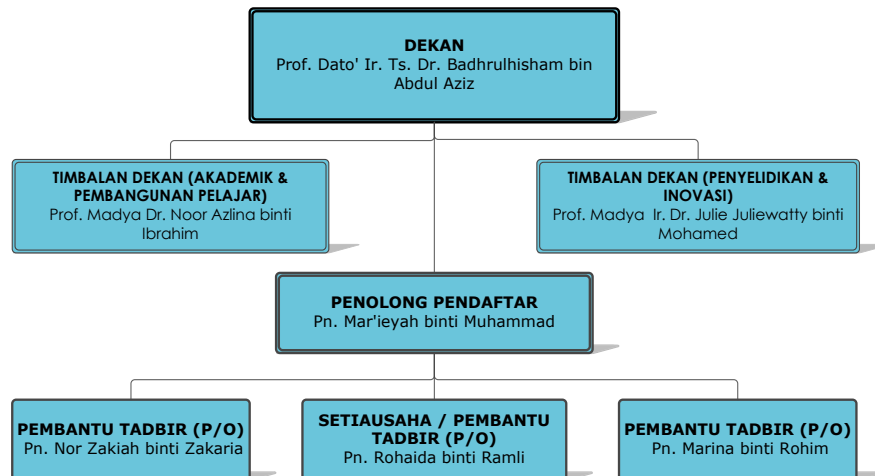 DEKAN
Prof. Dato' Ir. Ts. Dr. Badhrulhisham bin
Abdul Aziz
TIMBALAN DEKAN (AKADEMIK &
PEMBANGUNAN PELAJAR)
Prof. Madya Dr. Noor Azlina binti
Ibrahim
TIMBALAN DEKAN (PENYELIDIKAN &
INOVASI)
Prof. Madya Ir. Dr. Julie Juliewatty binti
Mohamed
PENOLONG PENDAFTAR
Pn. Mar'ieyah binti Muhammad
PEMBANTU TADBIR (P/O)
Pn. Nor Zakiah binti Zakaria
SETIAUSAHA / PEMBANTU
TADBIR (P/O)
Pn. Rohaida binti Ramli
PEMBANTU TADBIR (P/O)
Pn. Marina binti Rohim